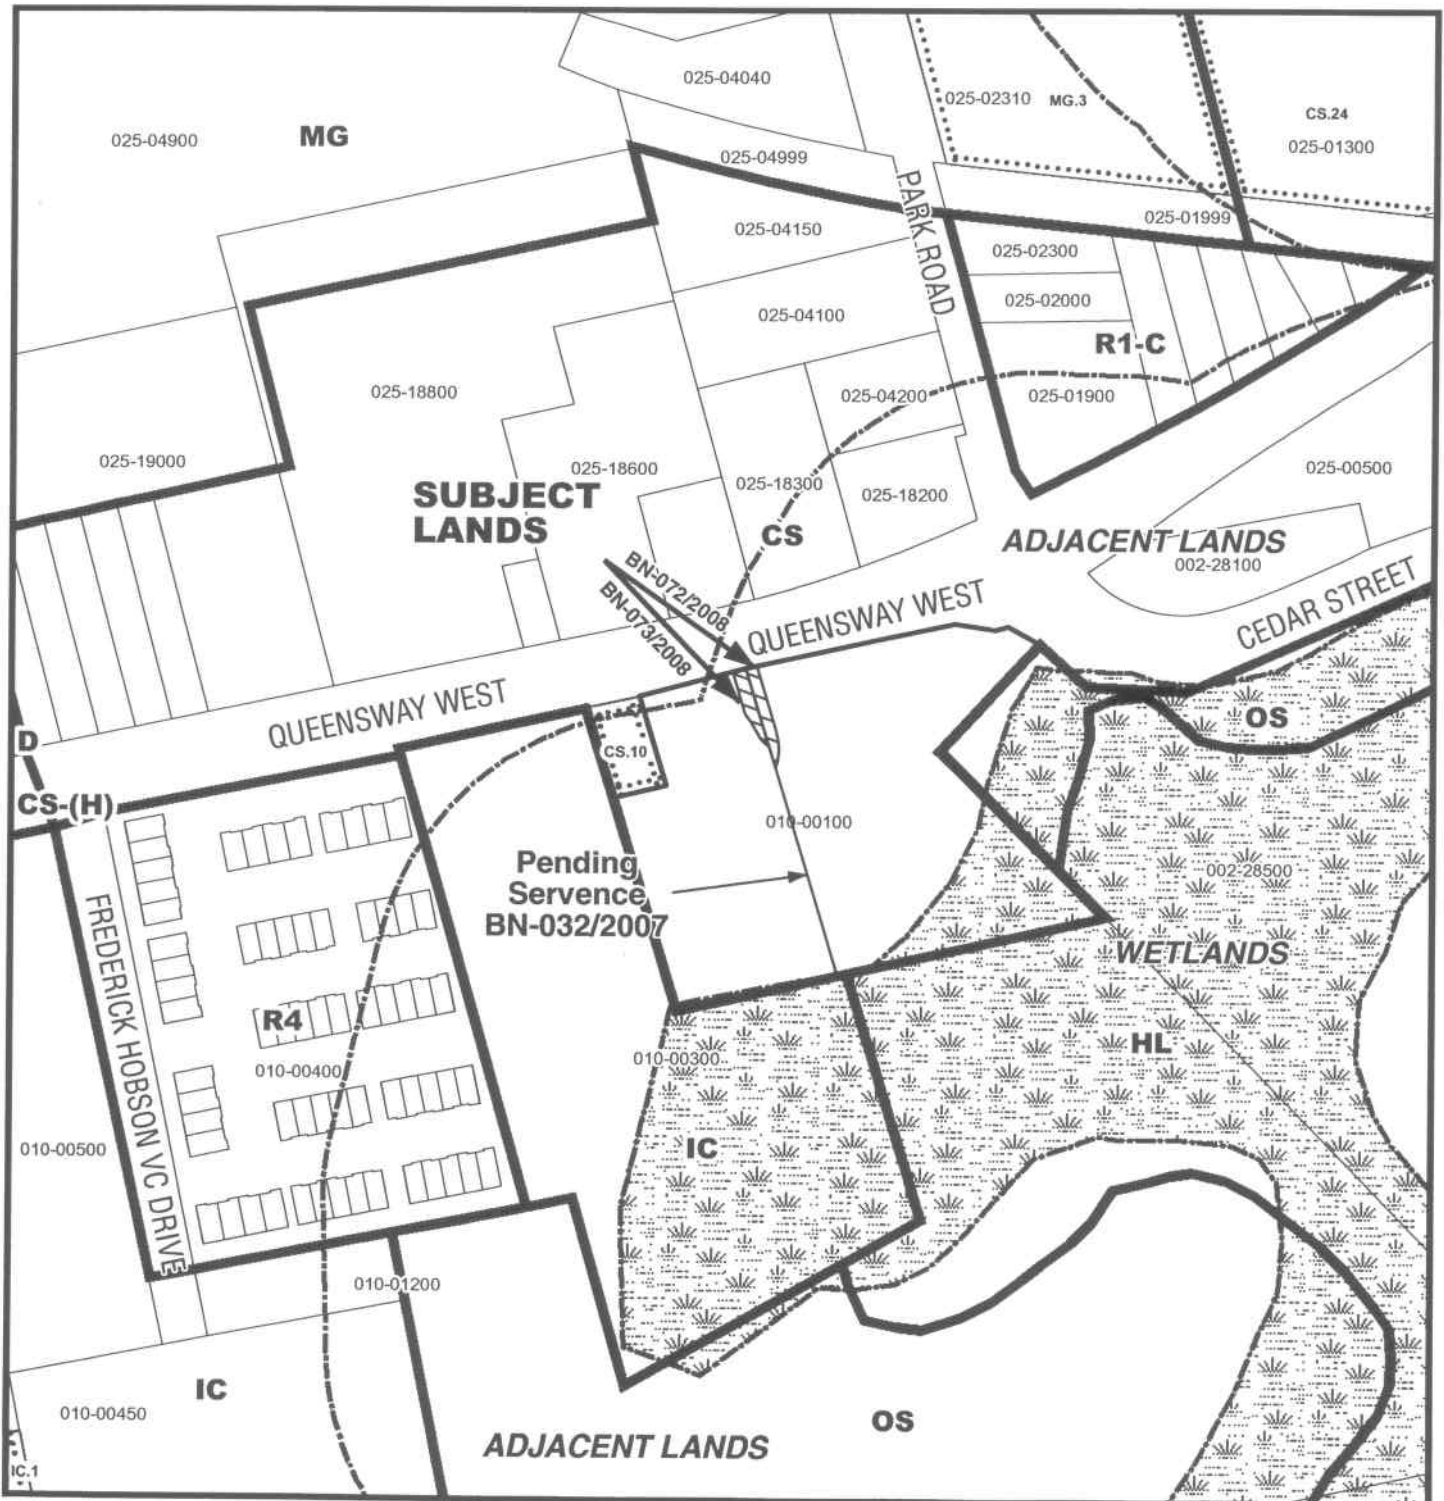 025-04040
025-02310
MG.3
CS.24
025-04900
MG
025-01300
025-04999
PARK ROAD
025-01999
025-04150
025-02300
025-02000
025-04100
R1-C
025-18800
025-04200
025-01900
025-19000
025-18600
025-00500
025-18300
025-18200
SUBJECT
LANDS
CS
ADJACENT LANDS
002-28100
BN-072/2008
BN-073/2008
QUEENSWAY WEST
CEDAR STREET
QUEENSWAY WEST
OS
D
CS.10
CS-(H)
010-00100
Pending
Servence
BN-032/2007
002-28500
WETLANDS
FREDERICK HOBSON VC DRIVE
R4
HL
010-00300
010-00400
010-00500
IC
010-01200
IC
010-00450
OS
ADJACENT LANDS
IC.1